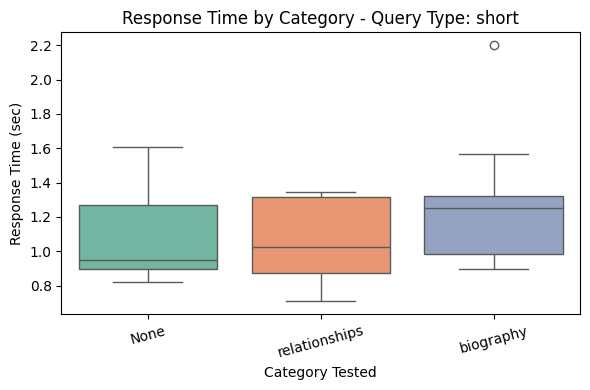 Response Time by Category - Query Type: short
Response Time (sec)
2.2
2.0
1.8
1.6
1.4
1.2
1.0
0.8
None
relationships
biography
Category Tested